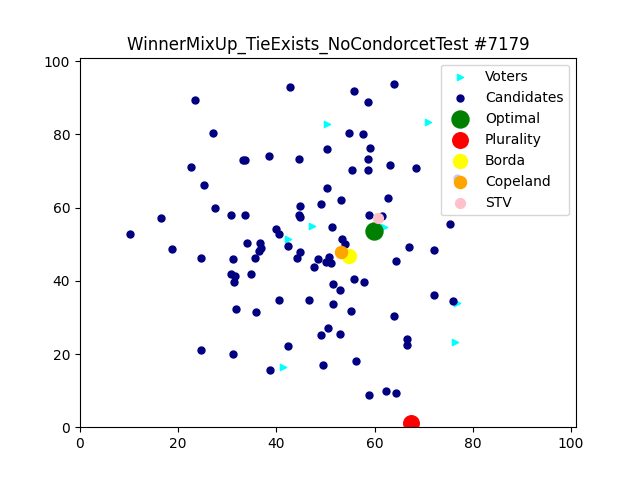 WinnerMixUp_TieExists_NoCondorcetTest #7179
100
80
60
40
20
0
0
20
40
60
80
100
Voters
Candidates
Optimal
Plurality
Borda
Copeland
STV